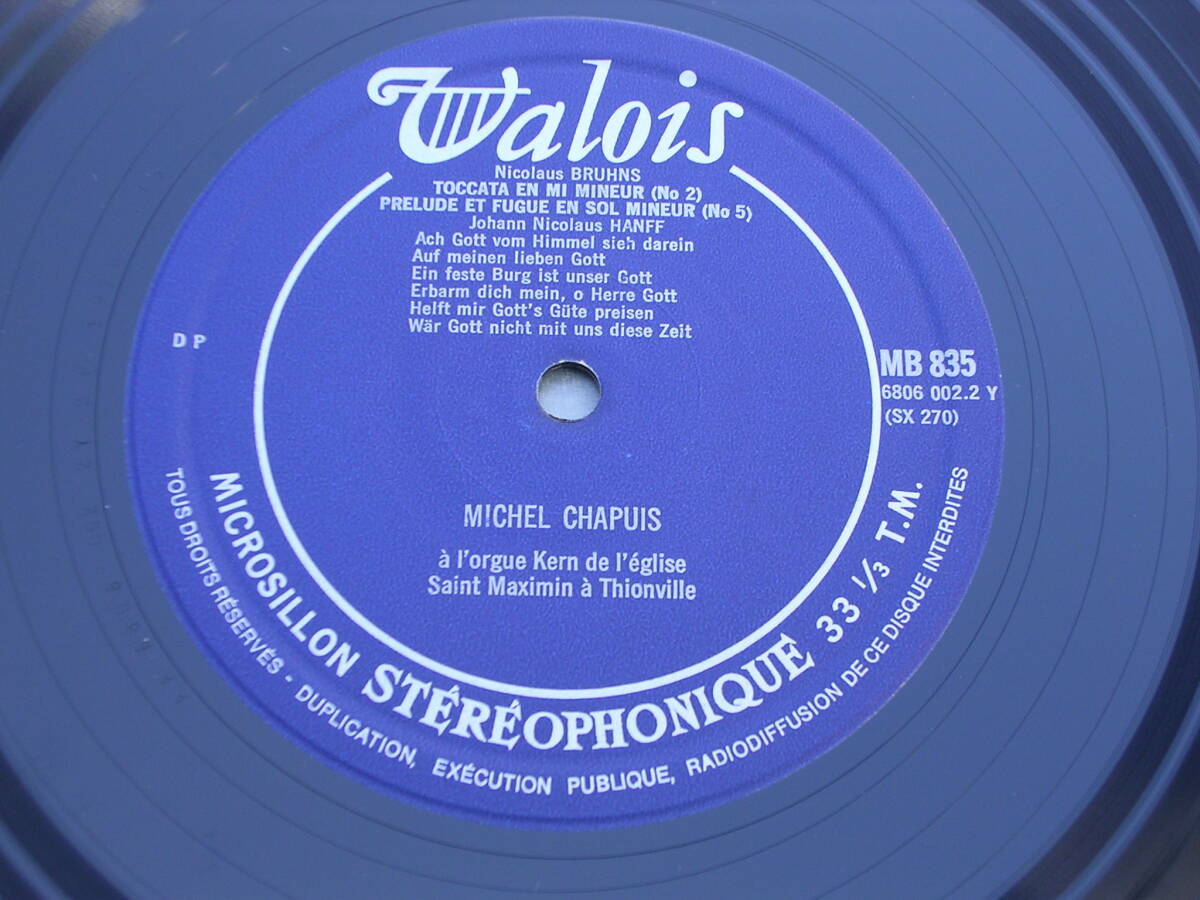 Valois
Nicolaus BRUHNS
TOCCATA EN MI MINEUR (No 2)
PRELUDE ET FUGUE EN SOL MINEUR (No 5)
Johann Nicolaus HANFF
Ach Gott vom Himmel sieh darein
Auf meinen lieben Gott
Ein feste Burg ist unser Gott
Erbarm dich mein, o Herre Gott
Helft mir Gott's Güte preisen
Wär Gott nicht mit uns diese Zeit
D P
MB 835
6806 002.2 Y
(SX 270)
MICHEL CHAPUIS
à l'orgue Kern de l'église
Saint Maximin à Thionville
MICROSILLON STÉRÉOPHONIQUE 33 1/3 T.M.
TOUS DROITS RÉSERVÉS - DUPLICATION, EXÉCUTION PUBLIQUE, RADIODIFFUSION DE CE DISQUE INTERDITES